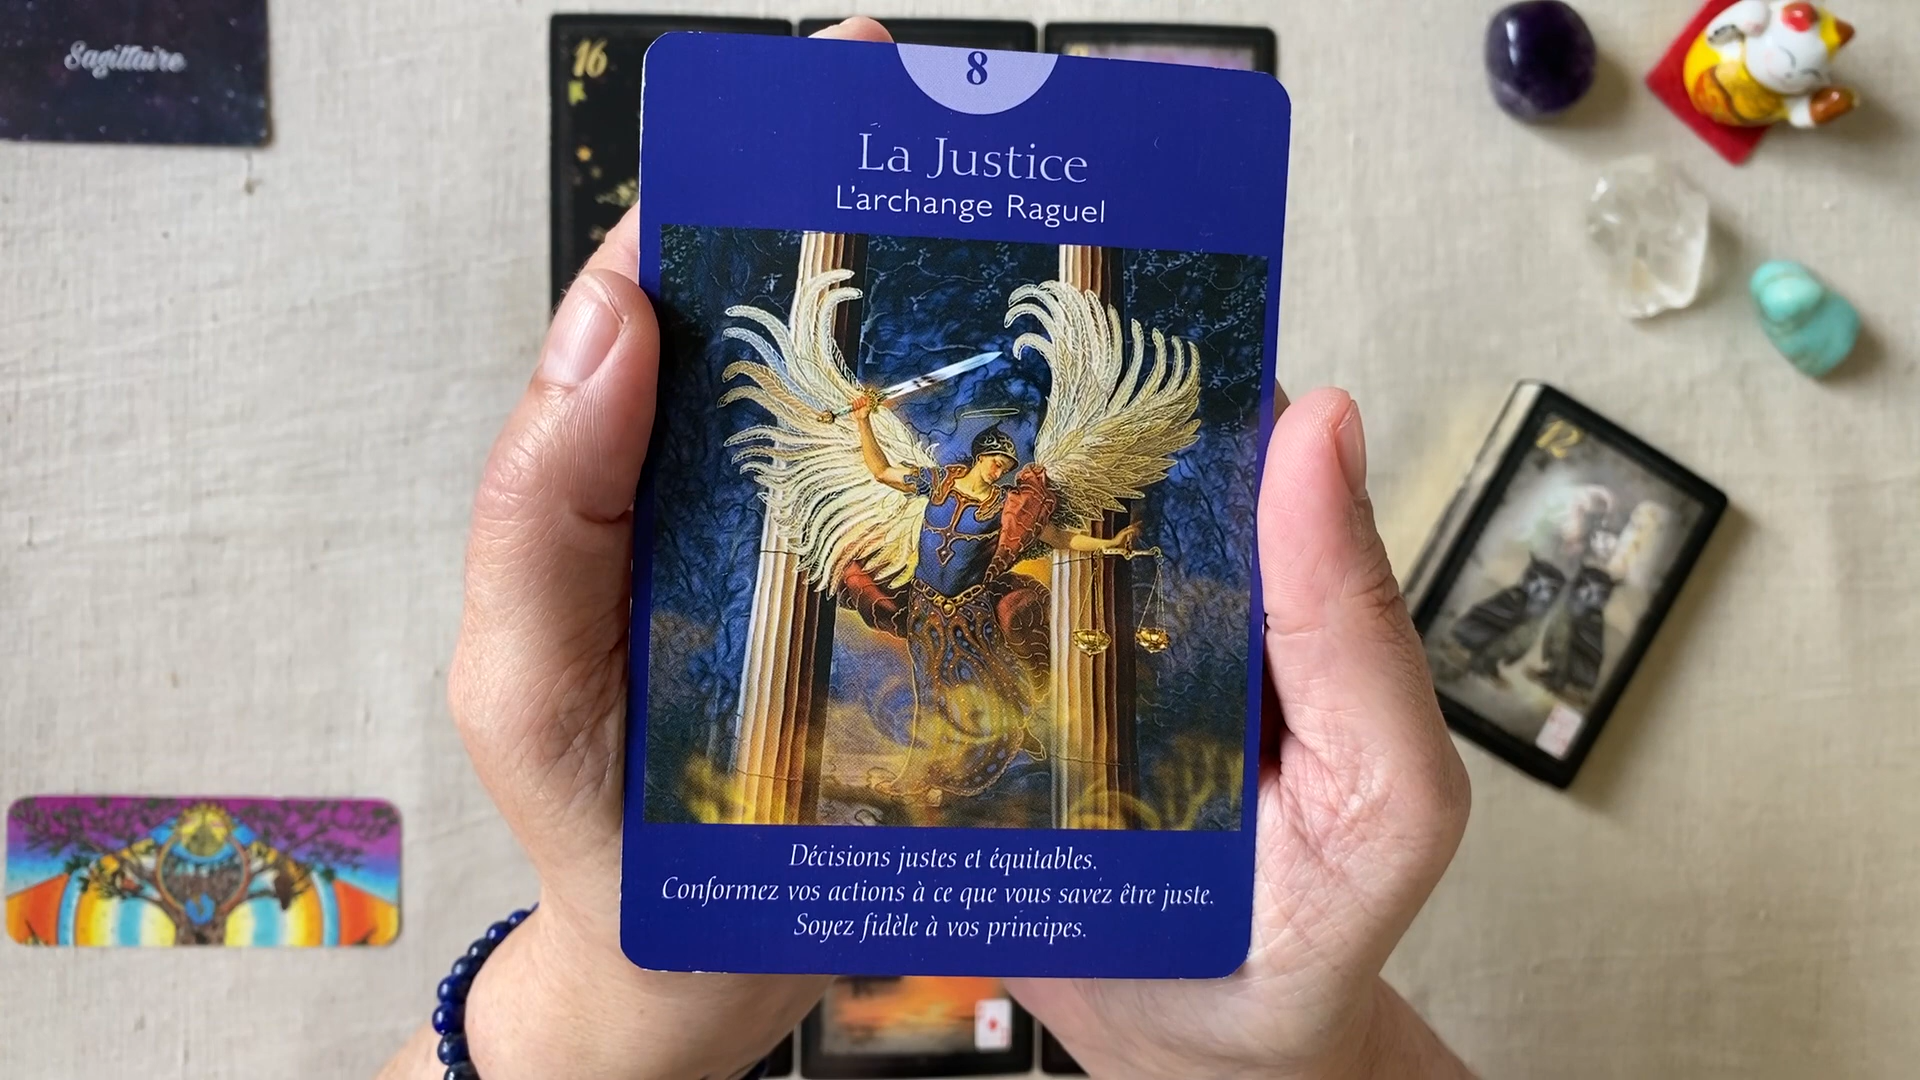 Sagittaire
16
8
La Justice
L'archange Raguel
12
Décisions justes et équitables.
Conformez vos actions à ce que vous savez être juste.
Soyez fidèle à vos principes.